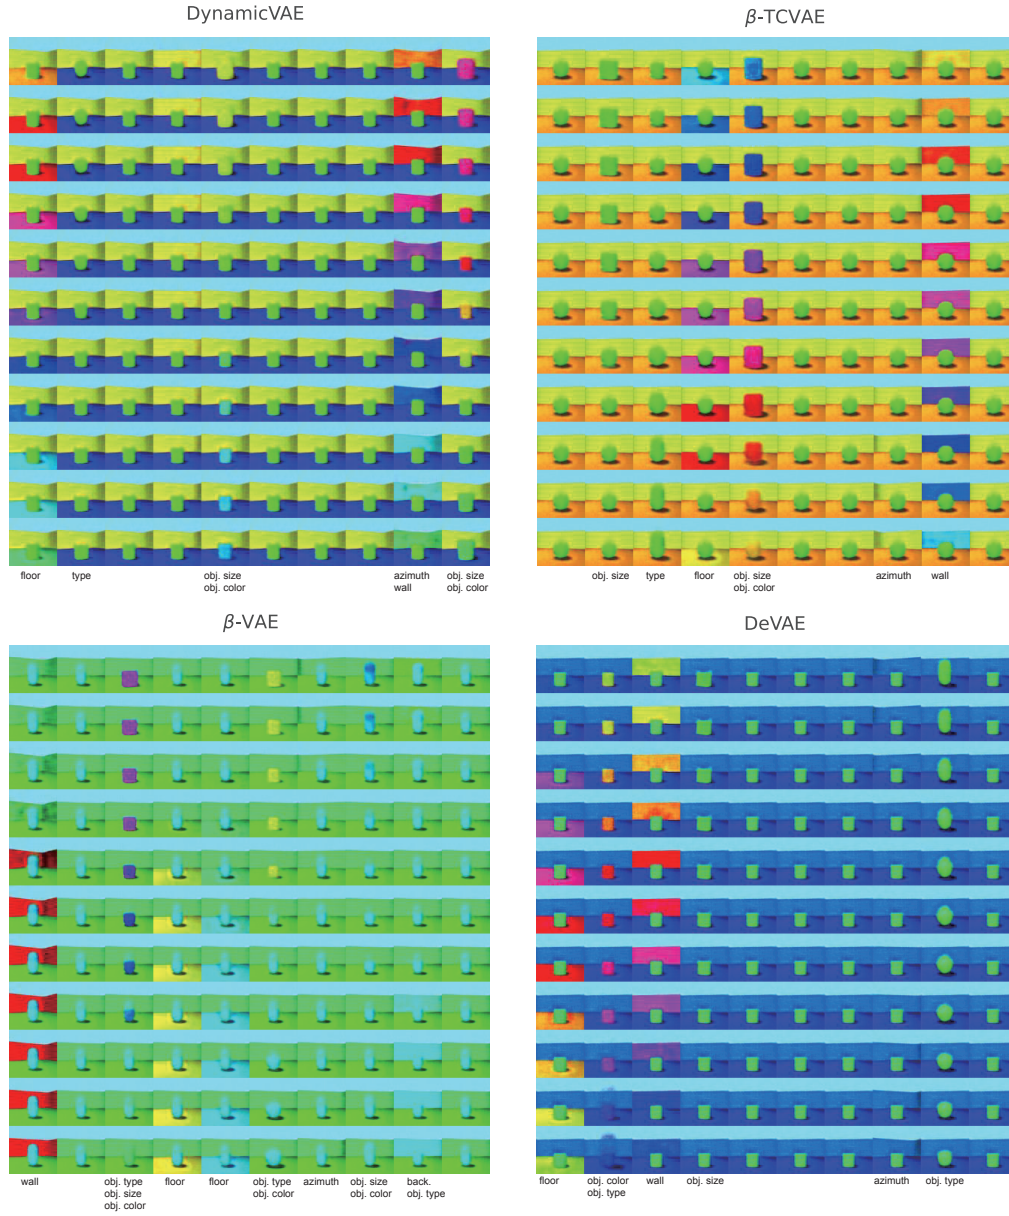 DynamicVAE
β-TCVAE
floor type obj. size azimuth obj. size
obj. color wall obj. color
obj. size type floor obj. size azimuth wall
obj. color
β-VAE
DeVAE
wall obj. type floor floor obj. type azimuth obj. size back.
obj. size obj. color obj. color obj. type
obj. color
floor obj. color wall obj. size azimuth obj. type
obj. type